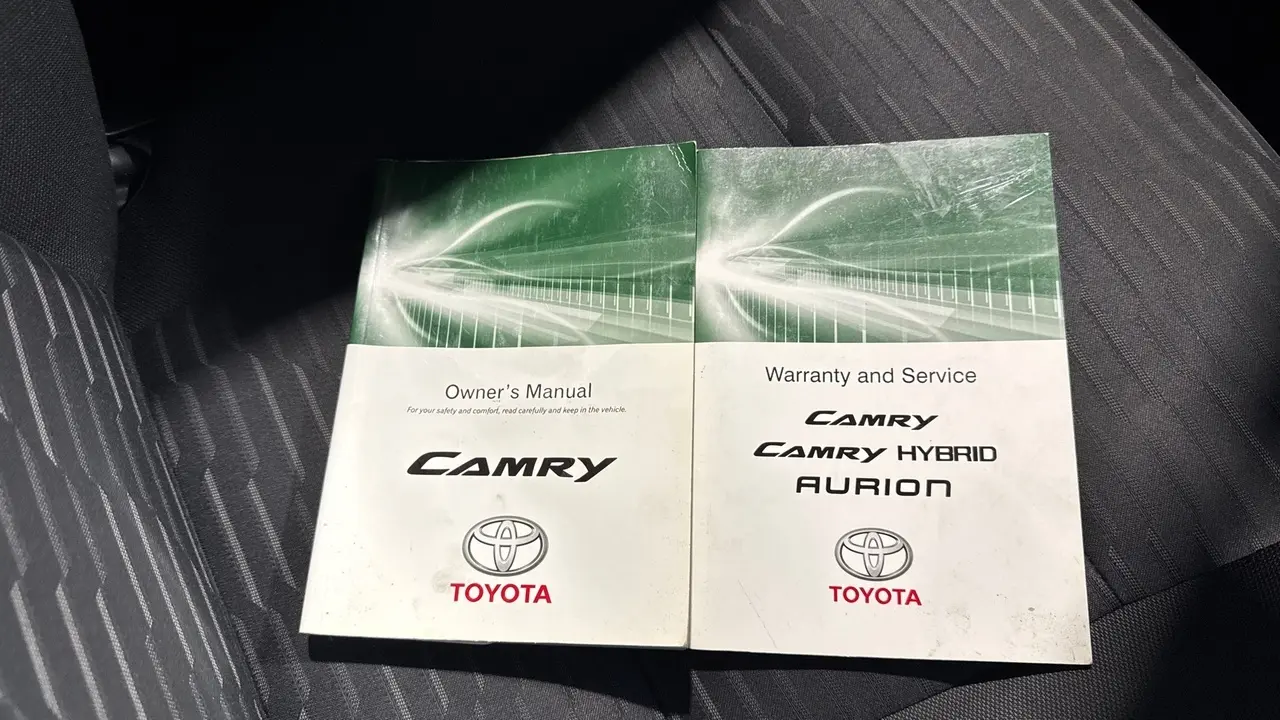 Owner's Manual
For your safety and comfort, read carefully and keep in the vehicle.
CAMRY
TOYOTA
Warranty and Service
CAMRY
CAMRY HYBRID
AURION
TOYOTA